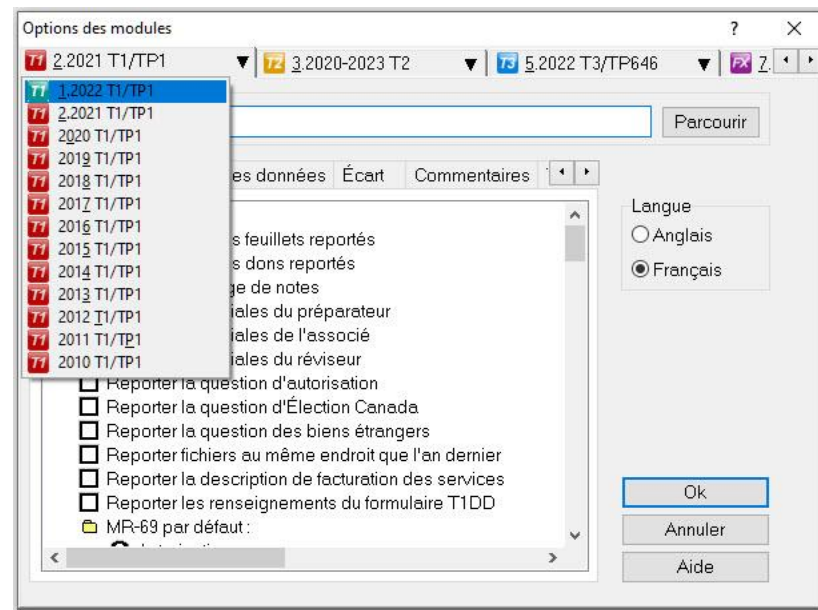 Options des modules ? X
T1 2.2021 T1/TP1 ▼ T2 3.2020-2023 T2 ▼ T3 5.2022 T3/TP646 ▼ FX 7.
T1 1.2022 T1/TP1
T1 2.2021 T1/TP1
Parcourir
T1 2020 T1/TP1
T1 2019 T1/TP1
es données Écart Commentaires
T1 2018 T1/TP1
T1 2017 T1/TP1
Langue
T1 2016 T1/TP1
s feuillets reportés
Anglais
T1 2015 T1/TP1
s dons reportés
Français
T1 2014 T1/TP1
ge de notes
T1 2013 T1/TP1
iales du préparateur
T1 2012 T1/TP1
iales de l'associé
T1 2011 T1/TP1
iales du réviseur
T1 2010 T1/TP1
Reporter la question d'autorisation
Reporter la question d'Élection Canada
Reporter la question des biens étrangers
Reporter fichiers au même endroit que l'an dernier
Reporter la description de facturation des services
Reporter les renseignements du formulaire T1DD
MR-69 par défaut :
Ok
Annuler
Aide